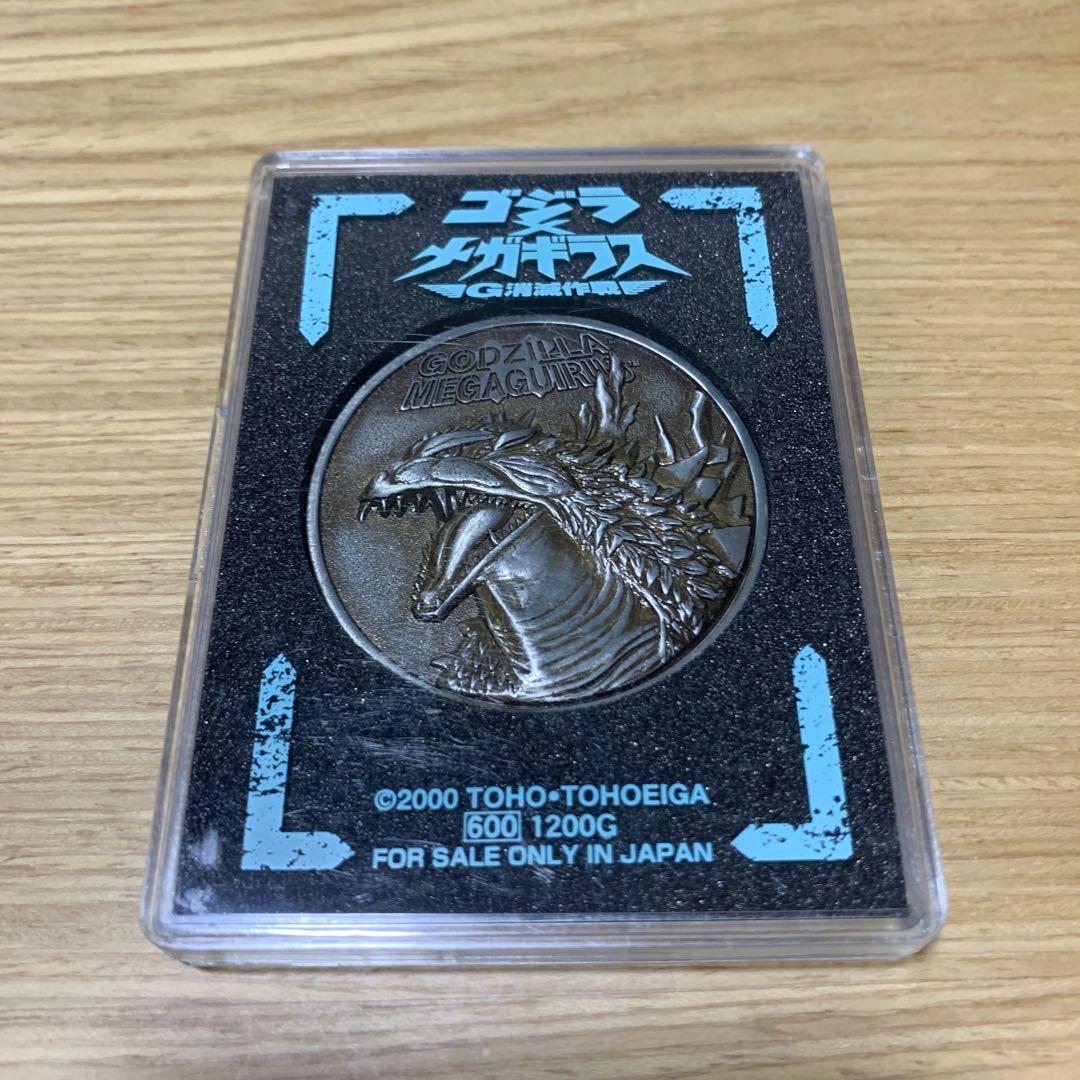 ゴジラ
×
メガギラス
G消滅作戦
GODZILLA
MEGAGUIRUS™
©2000 TOHO•TOHOEIGA
600 1200G
FOR SALE ONLY IN JAPAN